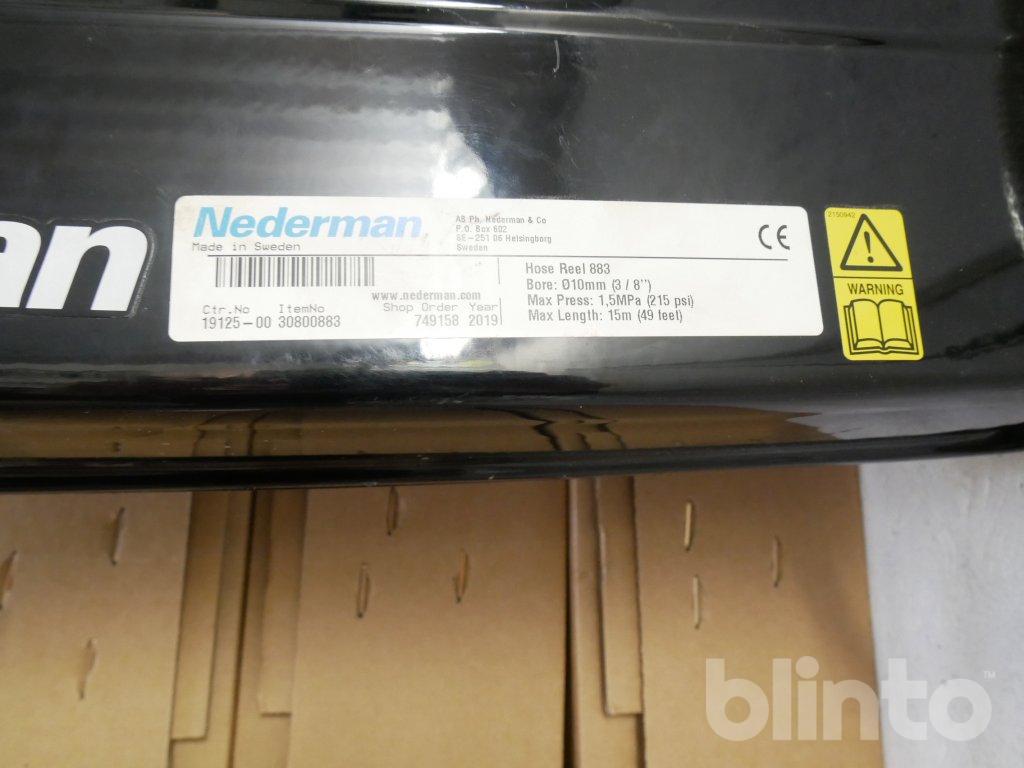 an
Nederman
Made in Sweden
AB Ph. Nederman & Co
P.O. Box 602
SE-251 06 Helsingborg
Sweden
CE
www.nederman.com
Ctr.No ItemNo Shop Order Year
19125-00 30800883 749158 2019
Hose Reel 883
Bore: Ø10mm (3 / 8'')
Max Press: 1,5MPa (215 psi)
Max Length: 15m (49 feet)
2150942
WARNING
blinto™